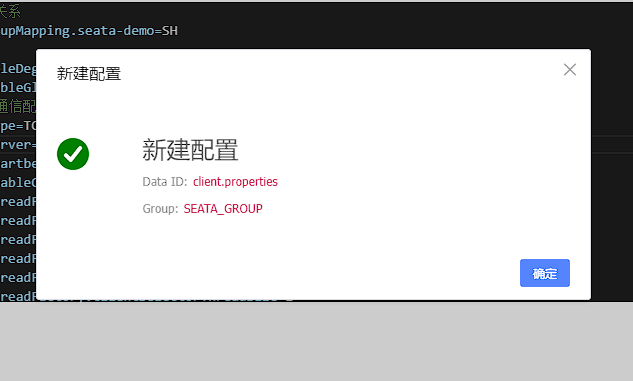 关系
upMapping.seata-demo=SH
新建配置
新建配置
Data ID: client.properties
Group: SEATA_GROUP
确定
leDeg
bleGl
通信配
pe=TC
rver=
artbe
ableC
readF
readF
readF
readF
readF